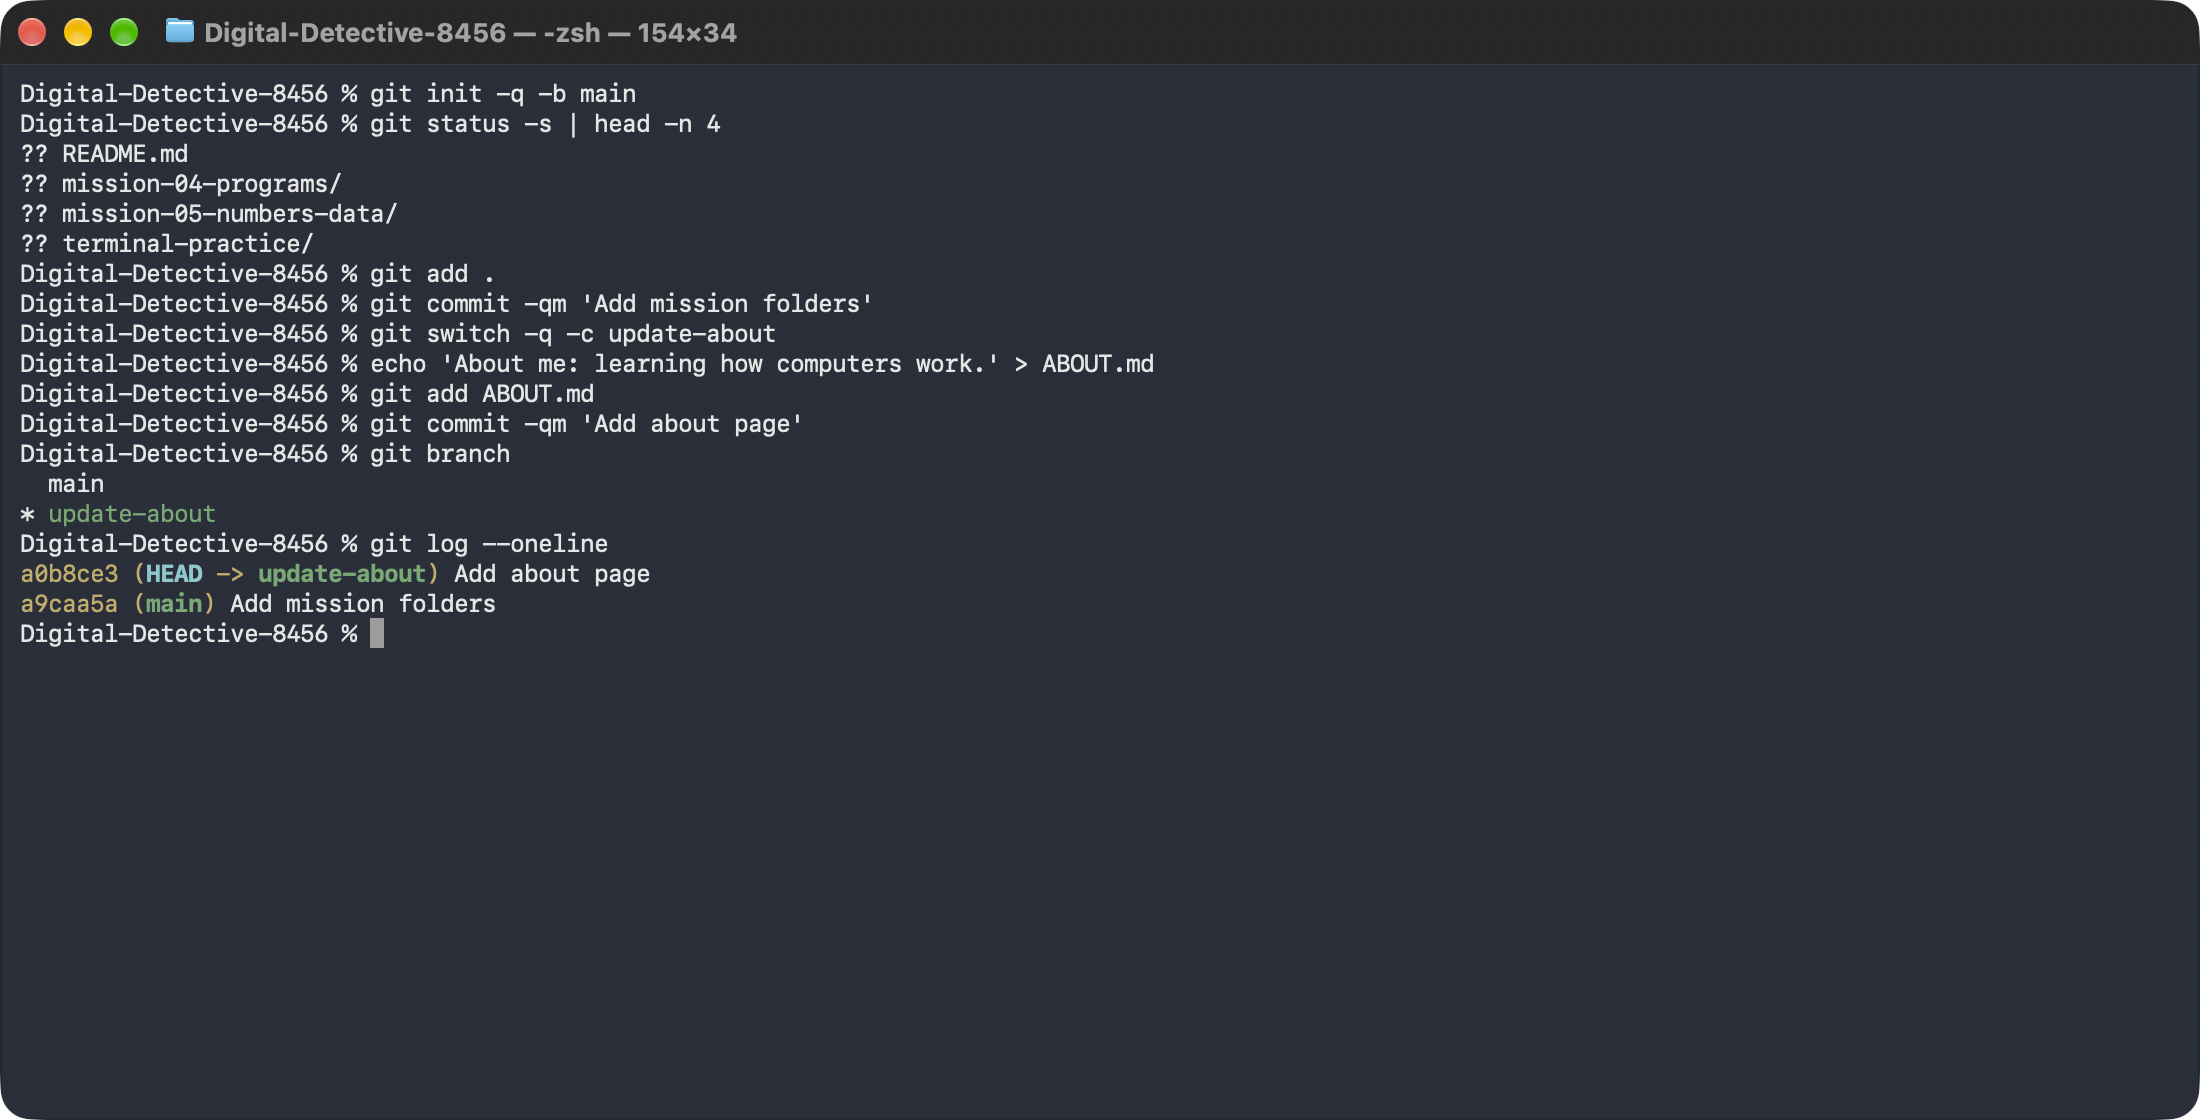 Digital-Detective-8456 — -zsh — 154×34
Digital-Detective-8456 % git init -q -b main
Digital-Detective-8456 % git status -s | head -n 4
?? README.md
?? mission-04-programs/
?? mission-05-numbers-data/
?? terminal-practice/
Digital-Detective-8456 % git add .
Digital-Detective-8456 % git commit -qm 'Add mission folders'
Digital-Detective-8456 % git switch -q -c update-about
Digital-Detective-8456 % echo 'About me: learning how computers work.' > ABOUT.md
Digital-Detective-8456 % git add ABOUT.md
Digital-Detective-8456 % git commit -qm 'Add about page'
Digital-Detective-8456 % git branch
  main
* update-about
Digital-Detective-8456 % git log --oneline
a0b8ce3 (HEAD -> update-about) Add about page
a9caa5a (main) Add mission folders
Digital-Detective-8456 %